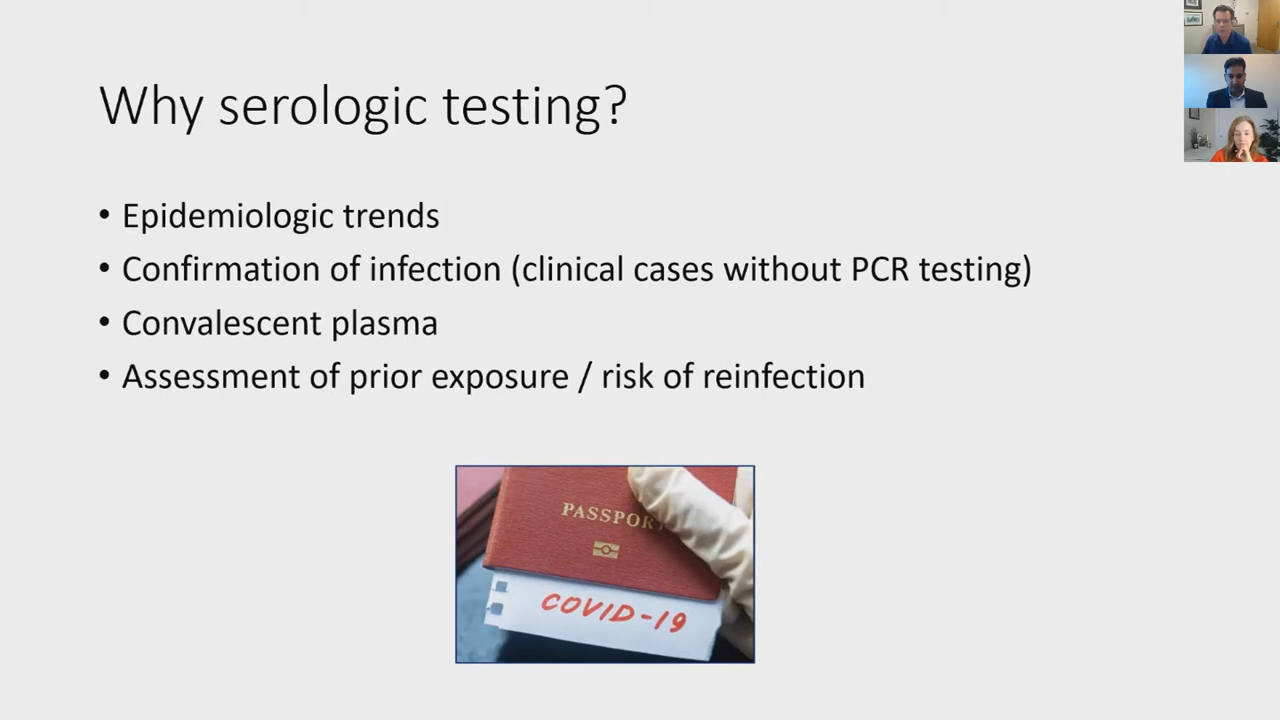 Why serologic testing?
• Epidemiologic trends
• Confirmation of infection (clinical cases without PCR testing)
• Convalescent plasma
• Assessment of prior exposure / risk of reinfection
PASSPORT
COVID-19